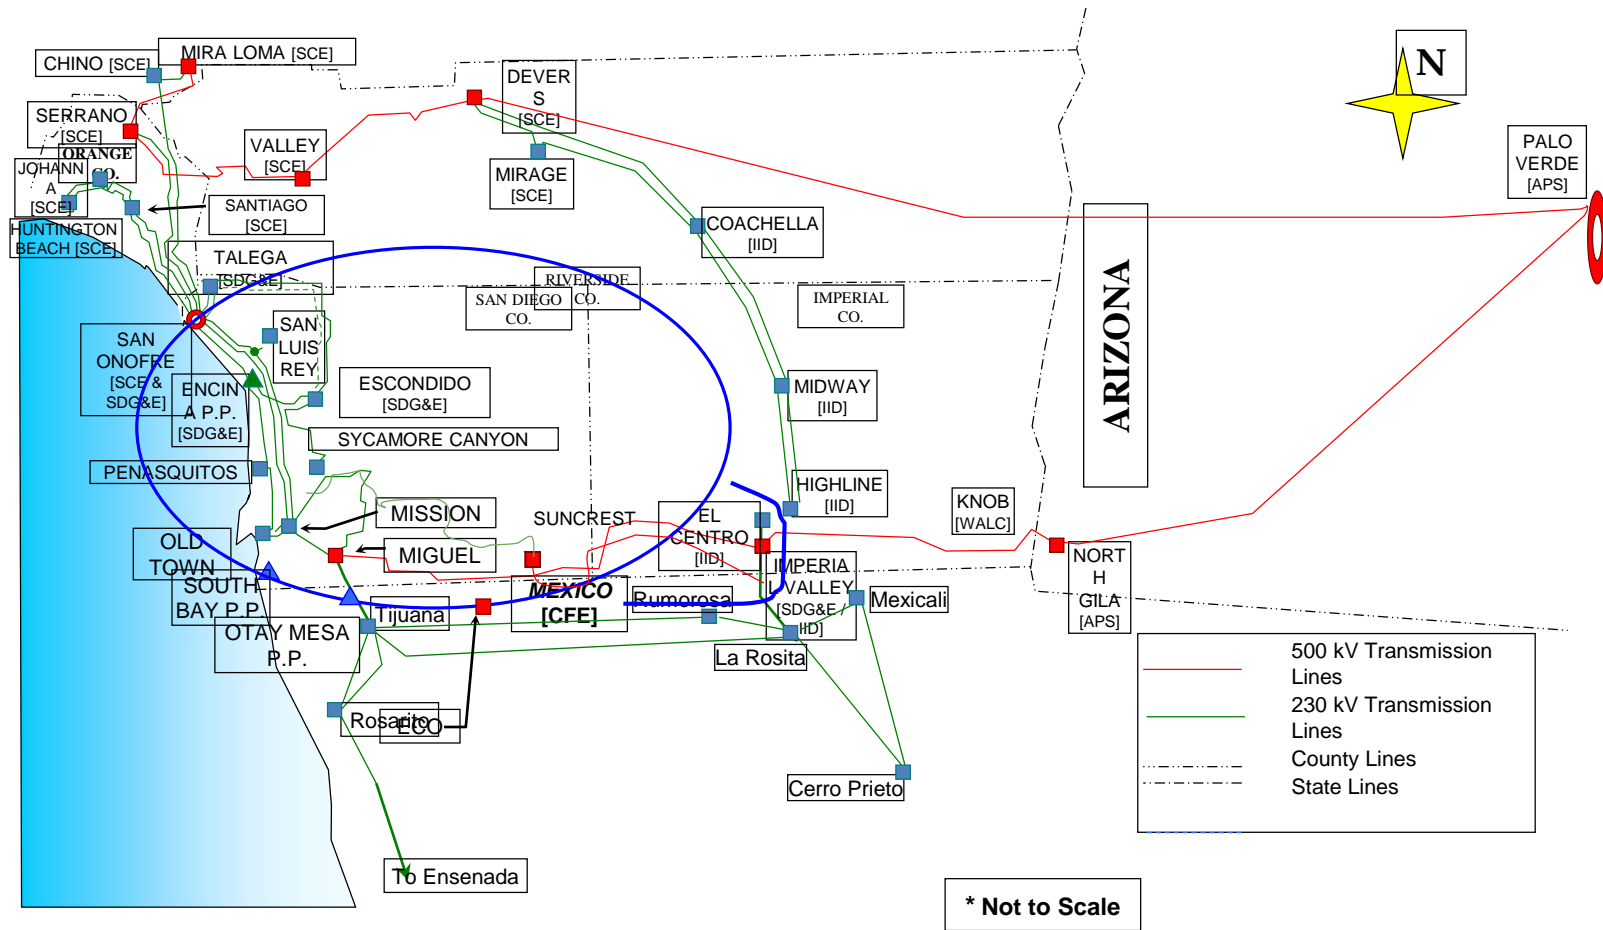 MIRA LOMA [SCE]
CHINO [SCE]
N
DEVER
S
[SCE]
SERRANO
[SCE]
ORANGE
CO.
VALLEY
[SCE]
MIRAGE
[SCE]
PALO
VERDE
[APS]
JOHANN
A
[SCE]
SANTIAGO
[SCE]
HUNTINGTON
BEACH [SCE]
COACHELLA
[IID]
TALEGA
[SDG&E]
RIVERSIDE
CO.
SAN DIEGO
CO.
IMPERIAL
CO.
ARIZONA
SAN
ONOFRE
[SCE &
SDG&E]
SAN
LUIS
REY
ENCIN
A P.P.
[SDG&E]
ESCONDIDO
[SDG&E]
MIDWAY
[IID]
SYCAMORE CANYON
PENASQUITOS
HIGHLINE
[IID]
KNOB
[WALC]
MISSION
SUNCREST
EL
CENTRO
[IID]
OLD
TOWN
MIGUEL
NORT
H
GILA
[APS]
IMPERIA
L VALLEY
[SDG&E /
IID]
SOUTH
BAY P.P.
MEXICO
[CFE]
Rumorosa
Mexicali
Tijuana
OTAY MESA
P.P.
La Rosita
Rosarito
ECO
Cerro Prieto
To Ensenada
500 kV Transmission
Lines
230 kV Transmission
Lines
County Lines
State Lines
* Not to Scale